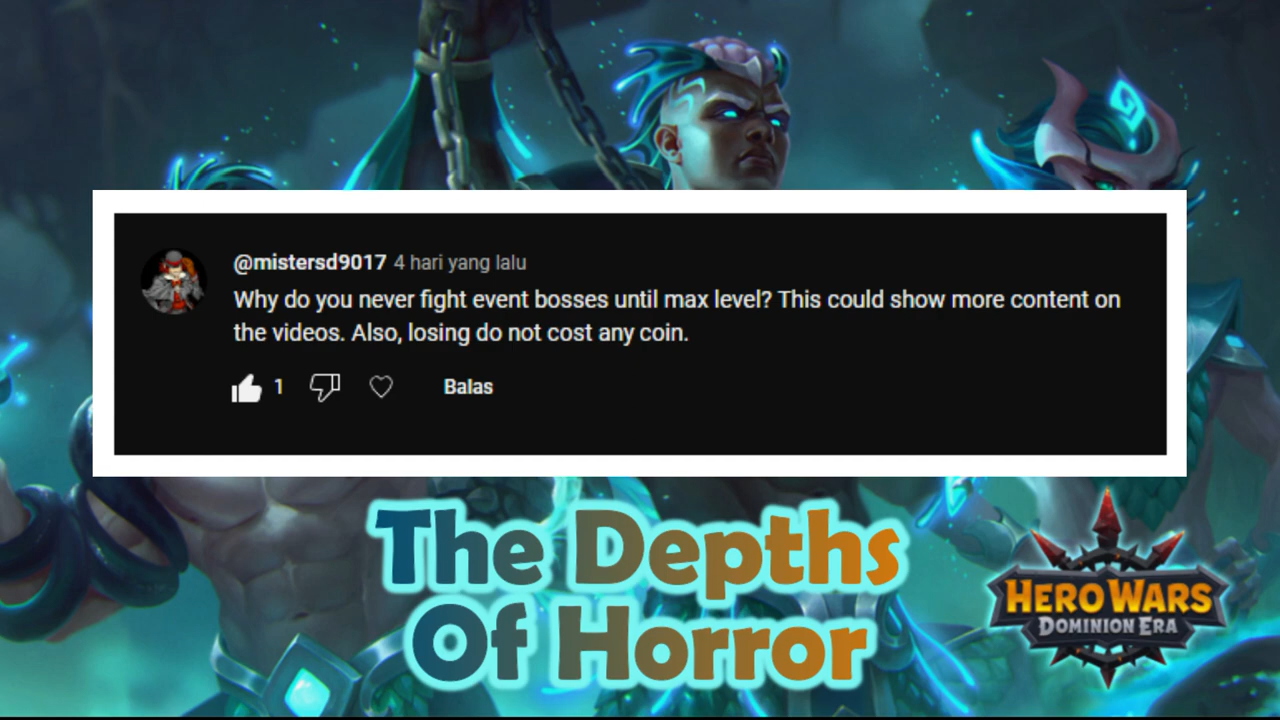 @mistersd9017 4 hari yang lalu
Why do you never fight event bosses until max level? This could show more content on
the videos. Also, losing do not cost any coin.
1 Balas
The Depths
Of Horror
HERO WARS
DOMINION ERA